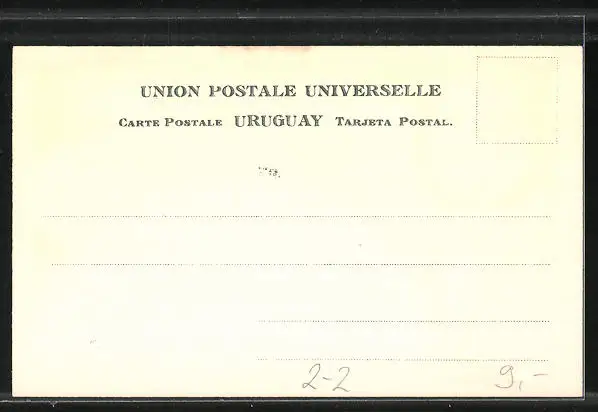 UNION POSTALE UNIVERSELLE
CARTE POSTALE URUGUAY TARJETA POSTAL.
2-2 9,-